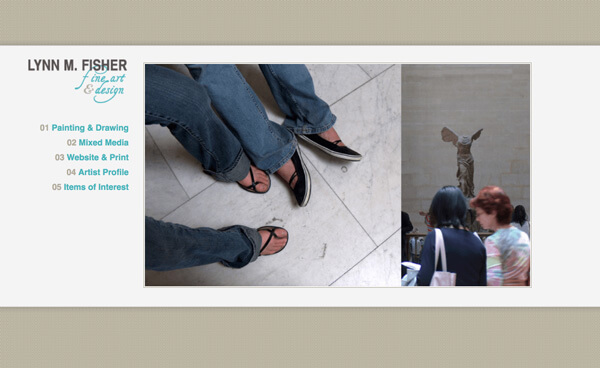 LYNN M. FISHER
fine art
& design
01 Painting & Drawing
02 Mixed Media
03 Website & Print
04 Artist Profile
05 Items of Interest